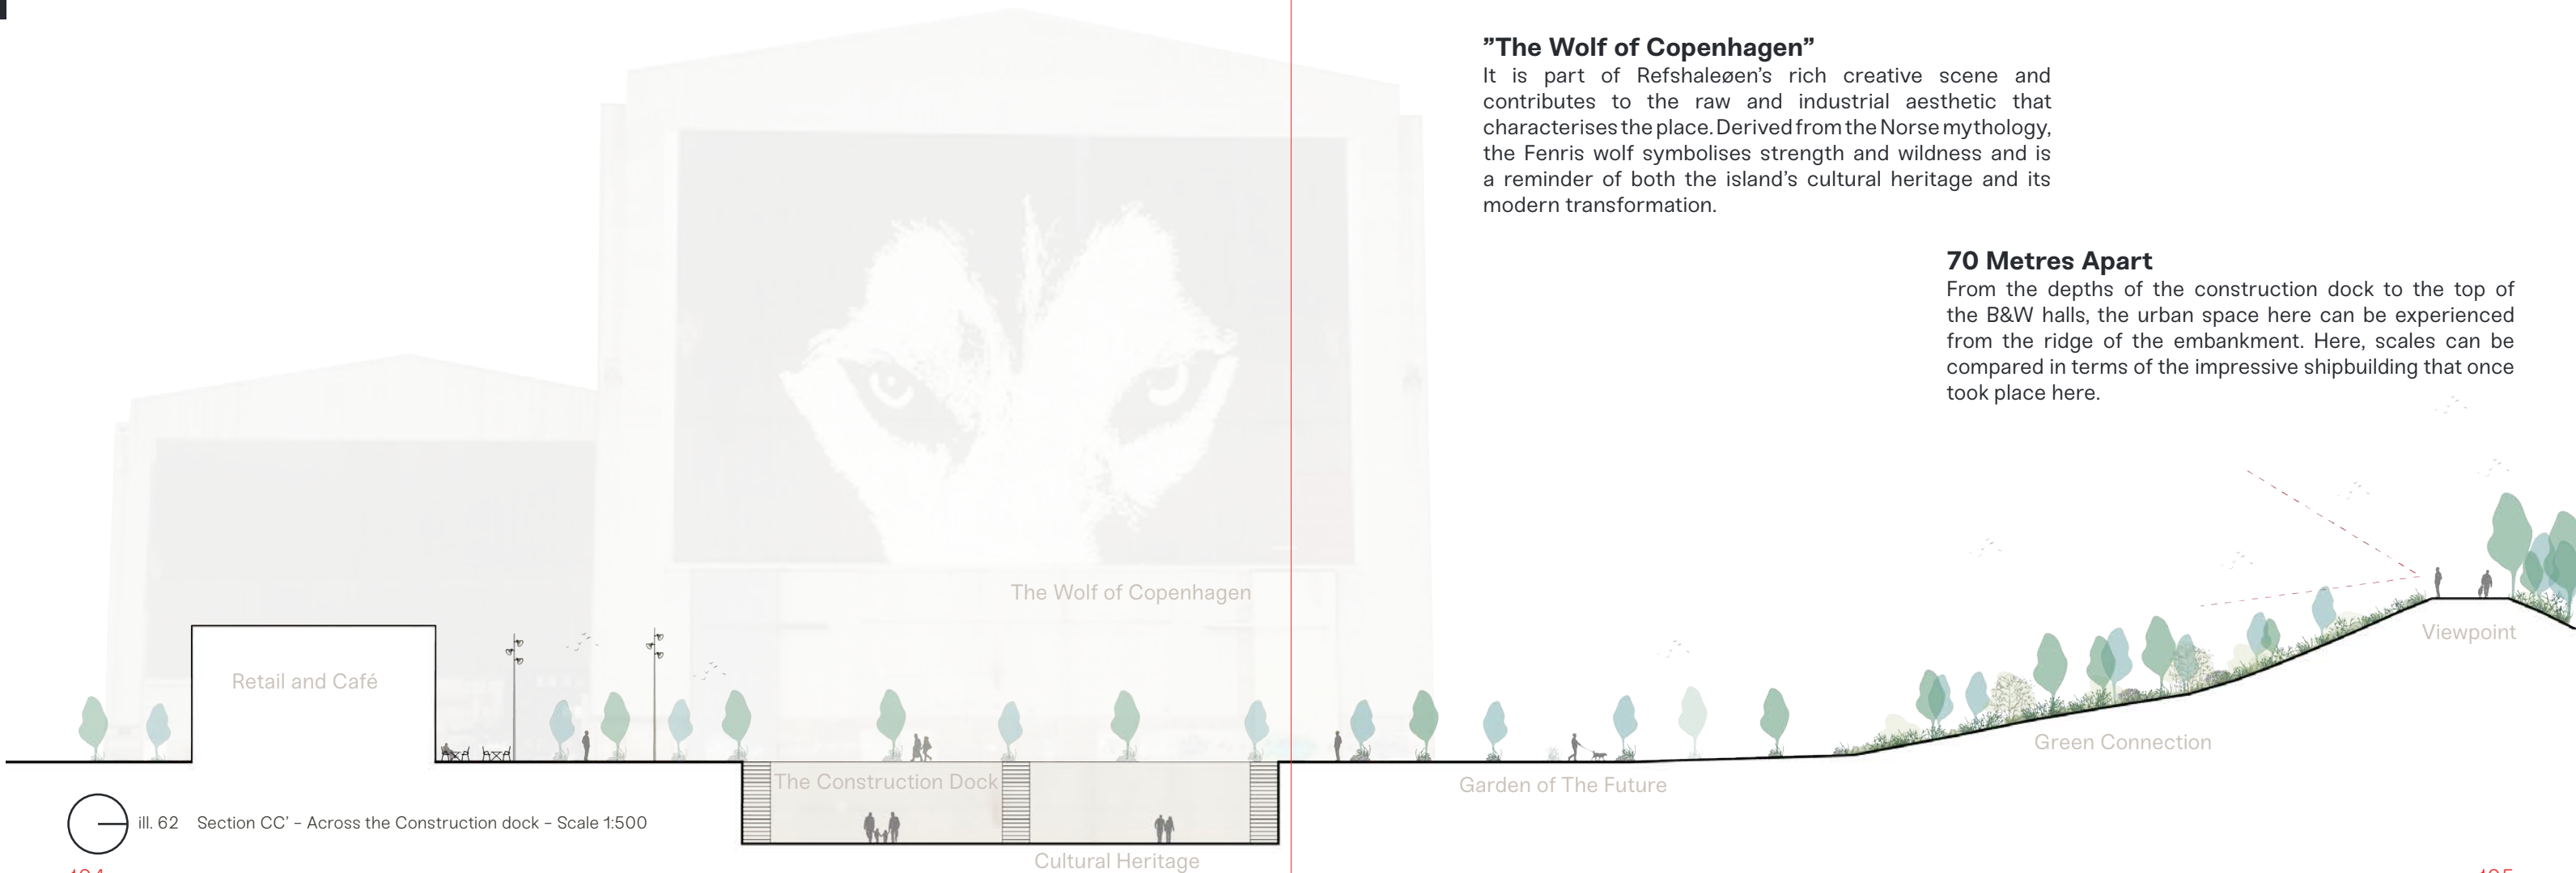 ”The Wolf of Copenhagen”
It is part of Refshaleøen’s rich creative scene and
contributes to the raw and industrial aesthetic that
characterises the place. Derived from the Norse mythology,
the Fenris wolf symbolises strength and wildness and is
a reminder of both the island’s cultural heritage and its
modern transformation.
70 Metres Apart
From the depths of the construction dock to the top of
the B&W halls, the urban space here can be experienced
from the ridge of the embankment. Here, scales can be
compared in terms of the impressive shipbuilding that once
took place here.
The Wolf of Copenhagen
Retail and Café
Viewpoint
Green Connection
The Construction Dock
Garden of The Future
ill. 62 Section CC’ – Across the Construction dock – Scale 1:500
Cultural Heritage